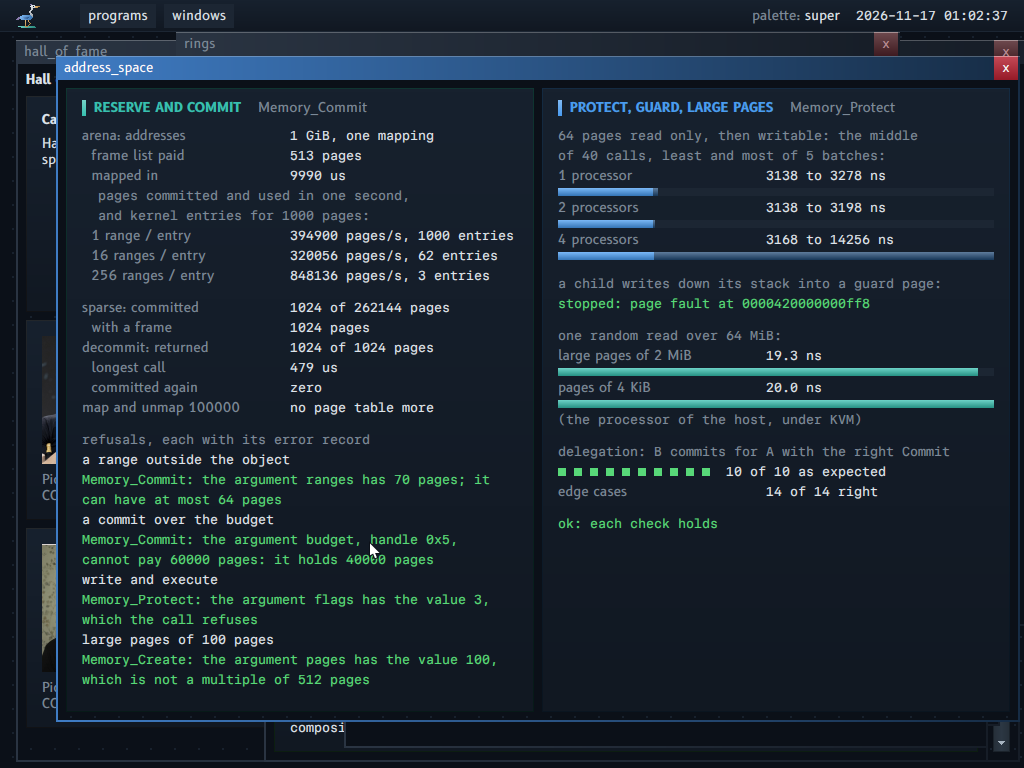 programs windows palette: super 2026-11-17 01:02:37
rings x
hall_of_fame x
address_space x
Hall
Ca
Ha
sp
RESERVE AND COMMIT Memory_Commit
arena: addresses 1 GiB, one mapping
frame list paid 513 pages
mapped in 9990 us
pages committed and used in one second,
and kernel entries for 1000 pages:
1 range / entry 394900 pages/s, 1000 entries
16 ranges / entry 320056 pages/s, 62 entries
256 ranges / entry 848136 pages/s, 3 entries
sparse: committed 1024 of 262144 pages
with a frame 1024 pages
decommit: returned 1024 of 1024 pages
longest call 479 us
committed again zero
map and unmap 100000 no page table more
refusals, each with its error record
a range outside the object
Memory_Commit: the argument ranges has 70 pages; it
can have at most 64 pages
a commit over the budget
Memory_Commit: the argument budget, handle 0x5,
cannot pay 60000 pages: it holds 40000 pages
write and execute
Memory_Protect: the argument flags has the value 3,
which the call refuses
large pages of 100 pages
Memory_Create: the argument pages has the value 100,
which is not a multiple of 512 pages
PROTECT, GUARD, LARGE PAGES Memory_Protect
64 pages read only, then writable: the middle
of 40 calls, least and most of 5 batches:
1 processor 3138 to 3278 ns
2 processors 3138 to 3198 ns
4 processors 3168 to 14256 ns
a child writes down its stack into a guard page:
stopped: page fault at 0000420000000ff8
one random read over 64 MiB:
large pages of 2 MiB 19.3 ns
pages of 4 KiB 20.0 ns
(the processor of the host, under KVM)
delegation: B commits for A with the right Commit
10 of 10 as expected
edge cases 14 of 14 right
ok: each check holds
Pi
CC
Pi
CC
composi